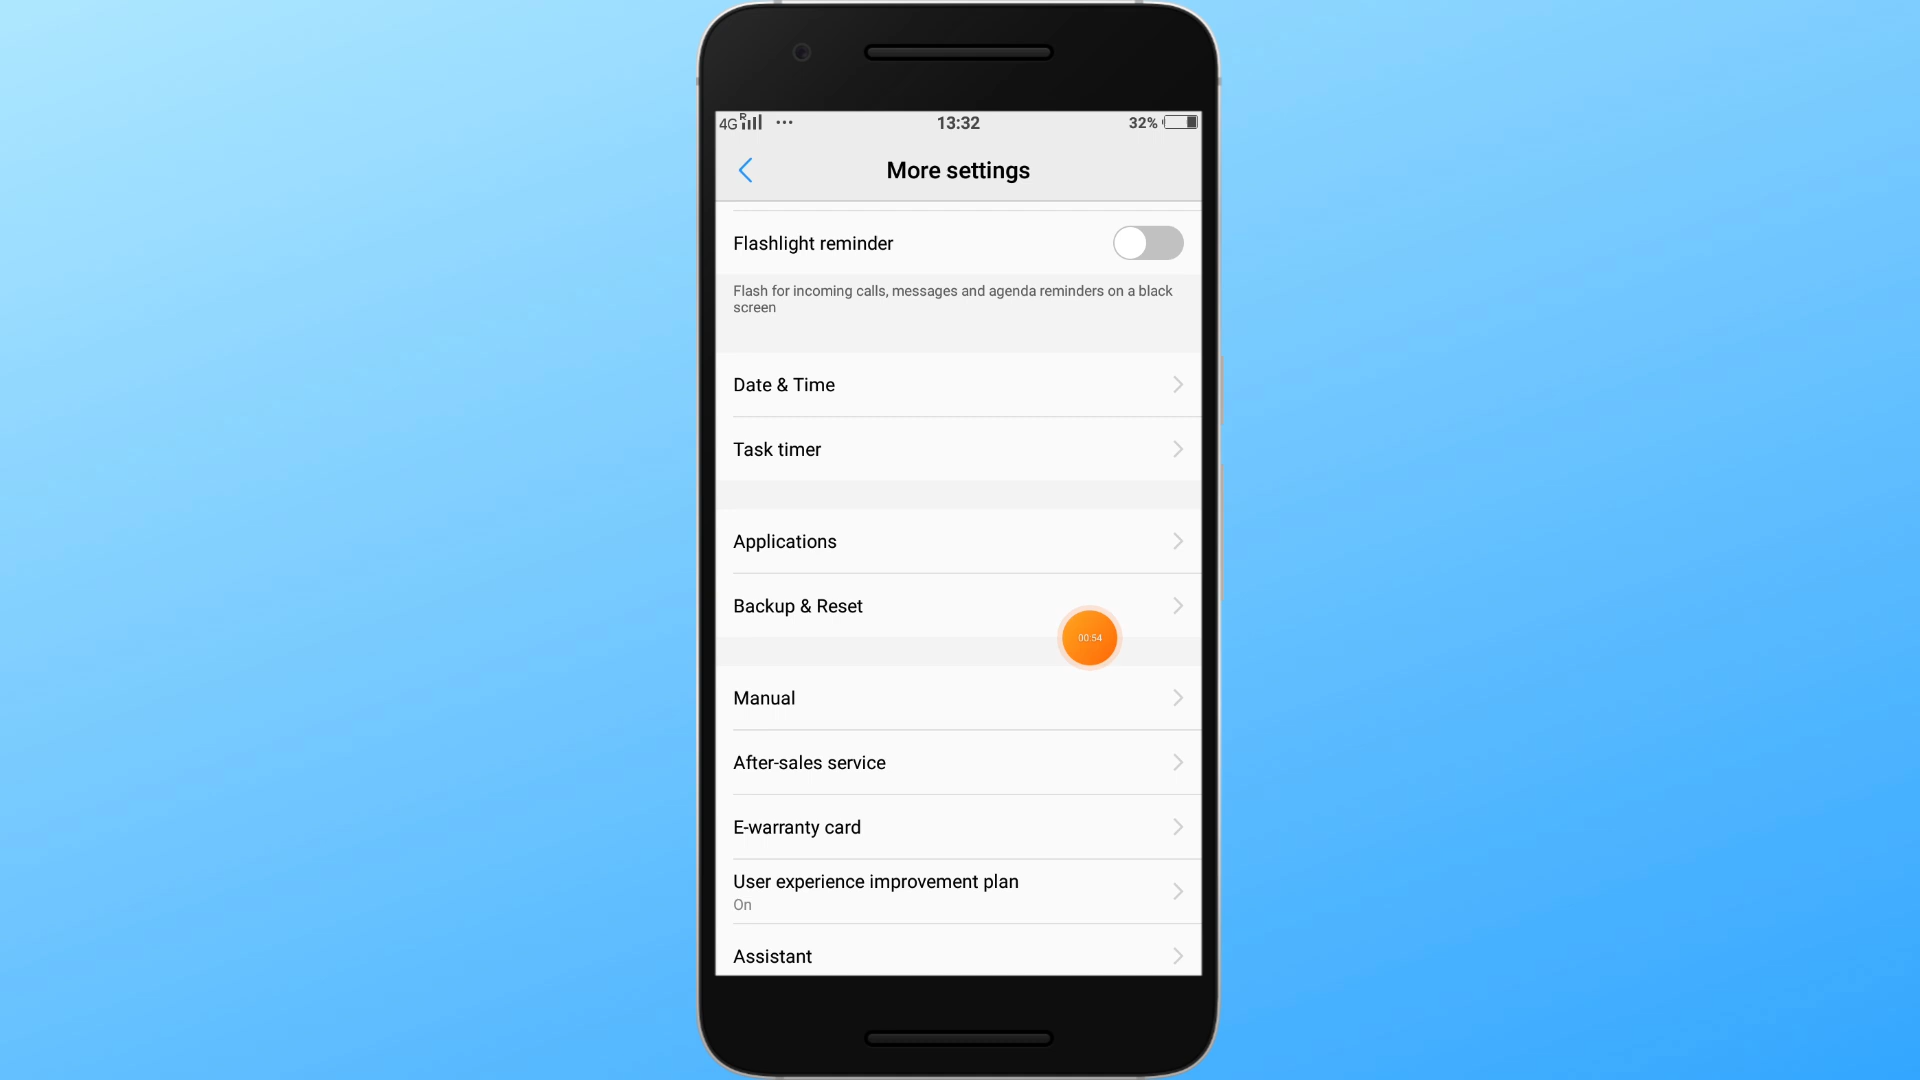 4G R 13:32 32%
More settings
Flashlight reminder
Flash for incoming calls, messages and agenda reminders on a black
screen
Date & Time
Task timer
Applications
Backup & Reset
00:54
Manual
After-sales service
E-warranty card
User experience improvement plan
On
Assistant